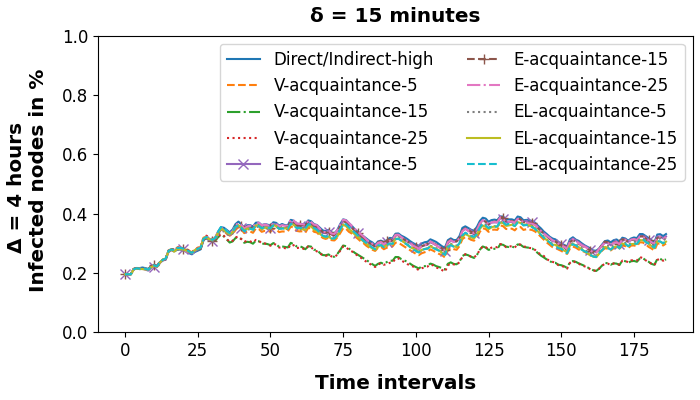 δ = 15 minutes
Δ = 4 hours
Infected nodes in %
1.0
0.8
0.6
0.4
0.2
0.0
Direct/Indirect-high
V-acquaintance-5
V-acquaintance-15
V-acquaintance-25
E-acquaintance-5
E-acquaintance-15
E-acquaintance-25
EL-acquaintance-5
EL-acquaintance-15
EL-acquaintance-25
0 25 50 75 100 125 150 175
Time intervals